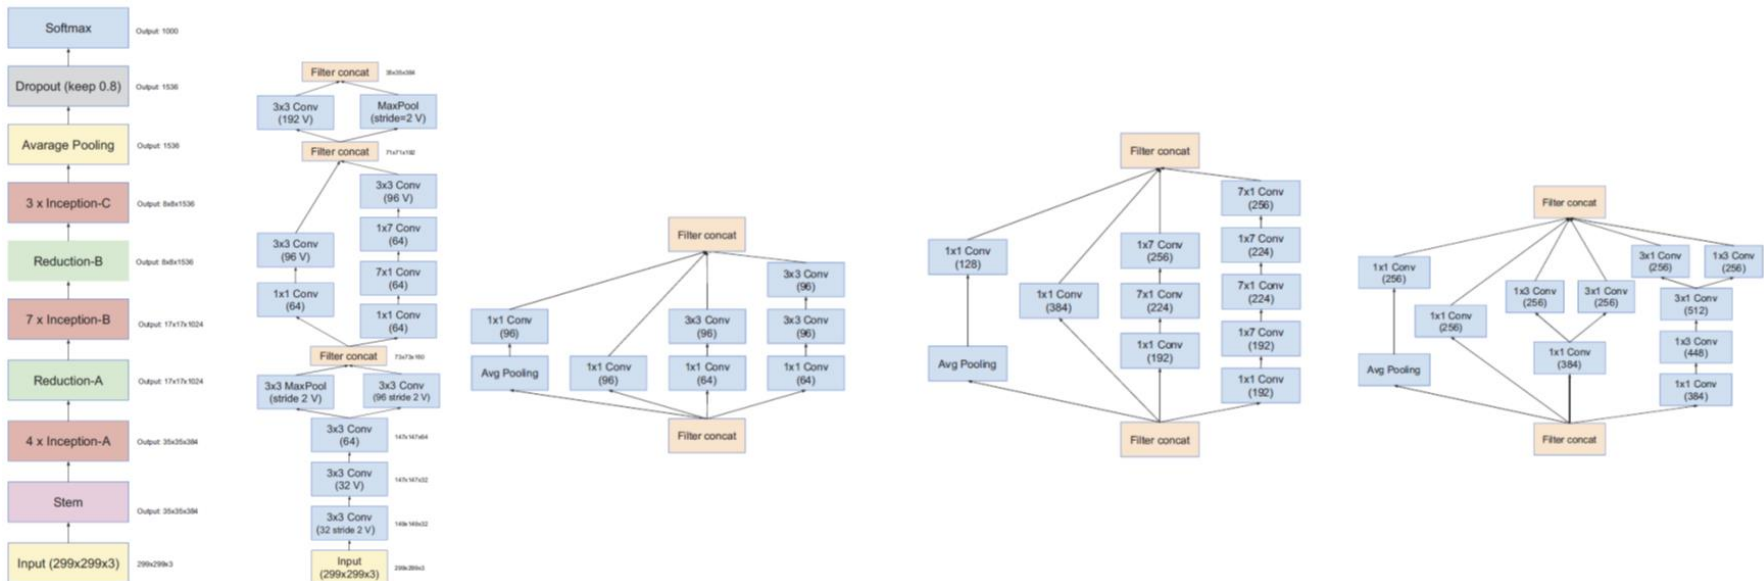 Softmax
Output: 1000
Dropout (keep 0.8)
Output: 1536
Avarage Pooling
Output: 1536
3 x Inception-C
Output: 8x8x1536
Reduction-B
Output: 8x8x1536
7 x Inception-B
Output: 17x17x1024
Reduction-A
Output: 17x17x1024
4 x Inception-A
Output: 35x35x384
Stem
Output: 35x35x384
Input (299x299x3)
299x299x3
Filter concat
35x35x384
3x3 Conv
(192 V)
MaxPool
(stride=2 V)
Filter concat
71x71x192
3x3 Conv
(96 V)
1x7 Conv
(64)
3x3 Conv
(96 V)
7x1 Conv
(64)
1x1 Conv
(64)
1x1 Conv
(64)
Filter concat
73x73x160
3x3 MaxPool
(stride 2 V)
3x3 Conv
(96 stride 2 V)
3x3 Conv
(64)
147x147x64
3x3 Conv
(32 V)
147x147x32
3x3 Conv
(32 stride 2 V)
149x149x32
Input
(299x299x3)
299x299x3
Filter concat
3x3 Conv
(96)
1x1 Conv
(96)
3x3 Conv
(96)
3x3 Conv
(96)
Avg Pooling
1x1 Conv
(96)
1x1 Conv
(64)
1x1 Conv
(64)
Filter concat
Filter concat
7x1 Conv
(256)
1x1 Conv
(128)
1x7 Conv
(256)
1x7 Conv
(224)
1x1 Conv
(384)
7x1 Conv
(224)
7x1 Conv
(224)
Avg Pooling
1x1 Conv
(192)
1x7 Conv
(192)
1x1 Conv
(192)
Filter concat
Filter concat
1x1 Conv
(256)
3x1 Conv
(256)
1x3 Conv
(256)
1x1 Conv
(256)
1x3 Conv
(256)
3x1 Conv
(256)
3x1 Conv
(512)
Avg Pooling
1x1 Conv
(384)
1x3 Conv
(448)
1x1 Conv
(384)
Filter concat